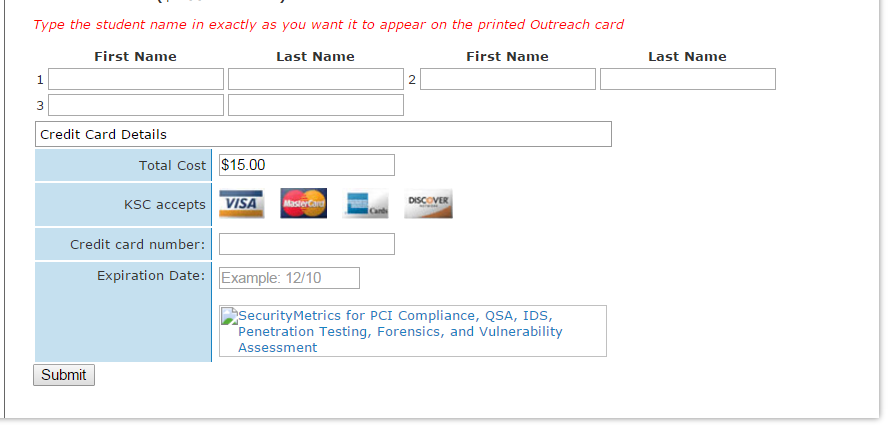 Type the student name in exactly as you want it to appear on the printed Outreach card
First Name Last Name First Name Last Name
1 2
3
Credit Card Details
Total Cost $15.00
KSC accepts VISA MasterCard Cards DISCOVER
Credit card number:
Expiration Date: Example: 12/10
SecurityMetrics for PCI Compliance, QSA, IDS,
Penetration Testing, Forensics, and Vulnerability
Assessment
Submit